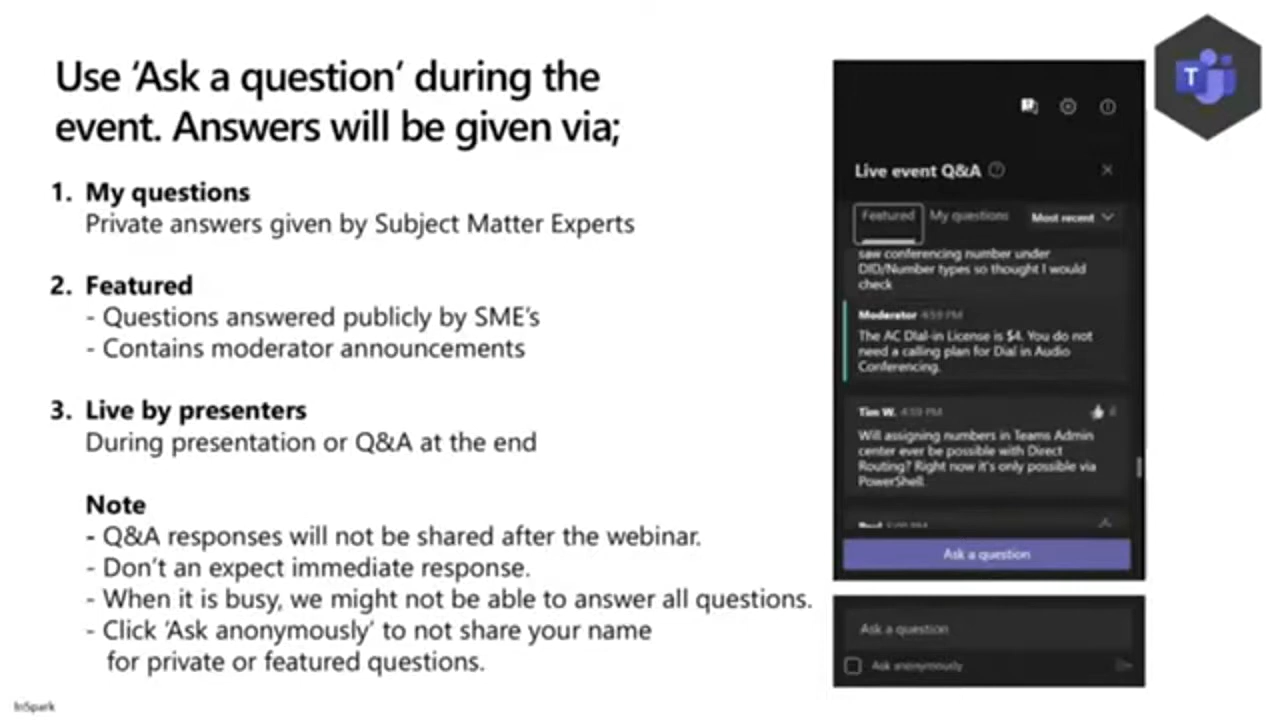 Use ‘Ask a question’ during the
event. Answers will be given via;
1. My questions
Private answers given by Subject Matter Experts
2. Featured
- Questions answered publicly by SME’s
- Contains moderator announcements
3. Live by presenters
During presentation or Q&A at the end
Note
- Q&A responses will not be shared after the webinar.
- Don’t an expect immediate response.
- When it is busy, we might not be able to answer all questions.
- Click ‘Ask anonymously’ to not share your name
for private or featured questions.
InSpark
T
Live event Q&A
Featured My questions Most recent
saw conferencing number under
DID/Number types so thought I would
check
Moderator 4:59 PM
The AC Dial-in License is $4. You do not
need a calling plan for Dial in Audio
Conferencing.
Tim W. 4:59 PM
Will assigning numbers in Teams Admin
center ever be possible with Direct
Routing? Right now it's only possible via
PowerShell.
Ask a question
Ask a question
Ask anonymously